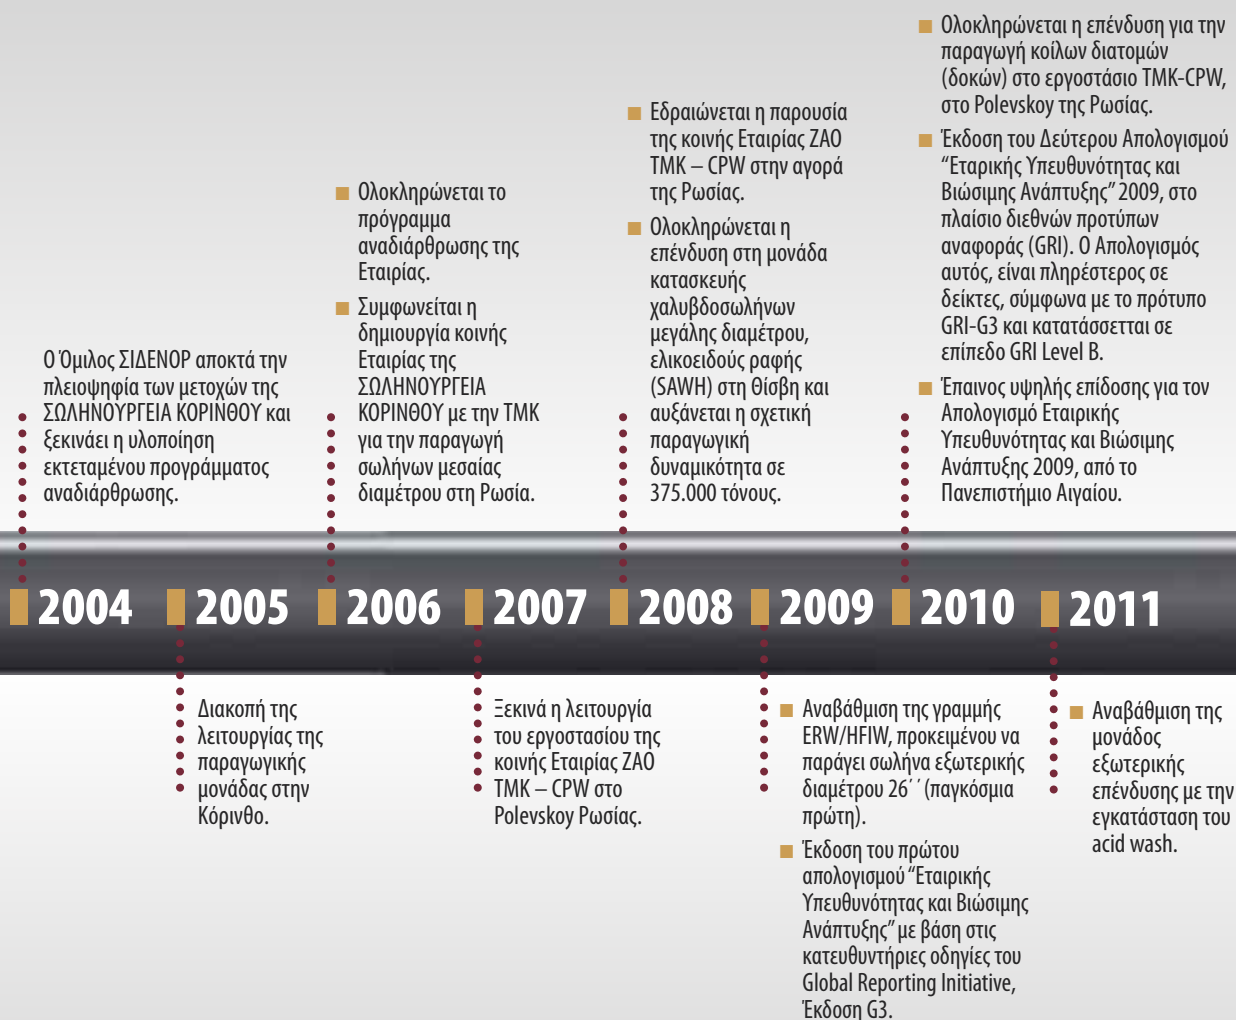 Ο Όμιλος ΣΙΔΕΝΟΡ αποκτά την
πλειοψηφία των μετοχών της
ΣΩΛΗΝΟΥΡΓΕΙΑ ΚΟΡΙΝΘΟΥ και
ξεκινάει η υλοποίηση
εκτεταμένου προγράμματος
αναδιάρθρωσης.
■ Ολοκληρώνεται το
πρόγραμμα
αναδιάρθρωσης της
Εταιρίας.
■ Συμφωνείται η
δημιουργία κοινής
Εταιρίας της
ΣΩΛΗΝΟΥΡΓΕΙΑ
ΚΟΡΙΝΘΟΥ με την ΤΜΚ
για την παραγωγή
σωλήνων μεσαίας
διαμέτρου στη Ρωσία.
■ Εδραιώνεται η παρουσία
της κοινής Εταιρίας ZAO
TMK – CPW στην αγορά
της Ρωσίας.
■ Ολοκληρώνεται η
επένδυση στη μονάδα
κατασκευής
χαλυβδοσωλήνων
μεγάλης διαμέτρου,
ελικοειδούς ραφής
(SAWH) στη Θίσβη και
αυξάνεται η σχετική
παραγωγική
δυναμικότητα σε
375.000 τόνους.
■ Ολοκληρώνεται η επένδυση για την
παραγωγή κοίλων διατομών
(δοκών) στο εργοστάσιο TMK-CPW,
στο Polevskoy της Ρωσίας.
■ Έκδοση του Δεύτερου Απολογισμού
“Εταρικής Υπευθυνότητας και
Βιώσιμης Ανάπτυξης” 2009, στο
πλαίσιο διεθνών προτύπων
αναφοράς (GRI). Ο Απολογισμός
αυτός, είναι πληρέστερος σε
δείκτες, σύμφωνα με το πρότυπο
GRI-G3 και κατατάσσετται σε
επίπεδο GRI Level B.
■ Έπαινος υψηλής επίδοσης για τον
Απολογισμό Εταιρικής
Υπευθυνότητας και Βιώσιμης
Ανάπτυξης 2009, από το
Πανεπιστήμιο Αιγαίου.
2004 2005 2006 2007 2008 2009 2010 2011
Διακοπή της
λειτουργίας της
παραγωγικής
μονάδας στην
Κόρινθο.
Ξεκινά η λειτουργία
του εργοστασίου της
κοινής Εταιρίας ZAO
TMK – CPW στο
Polevskoy Ρωσίας.
■ Αναβάθμιση της γραμμής
ERW/HFIW, προκειμένου να
παράγει σωλήνα εξωτερικής
διαμέτρου 26΄΄ (παγκόσμια
πρώτη).
■ Έκδοση του πρώτου
απολογισμού “Εταιρικής
Υπευθυνότητας και Βιώσιμης
Ανάπτυξης” με βάση στις
κατευθυντήριες οδηγίες του
Global Reporting Initiative,
Έκδοση G3.
■ Αναβάθμιση της
μονάδος
εξωτερικής
επένδυσης με την
εγκατάσταση του
acid wash.